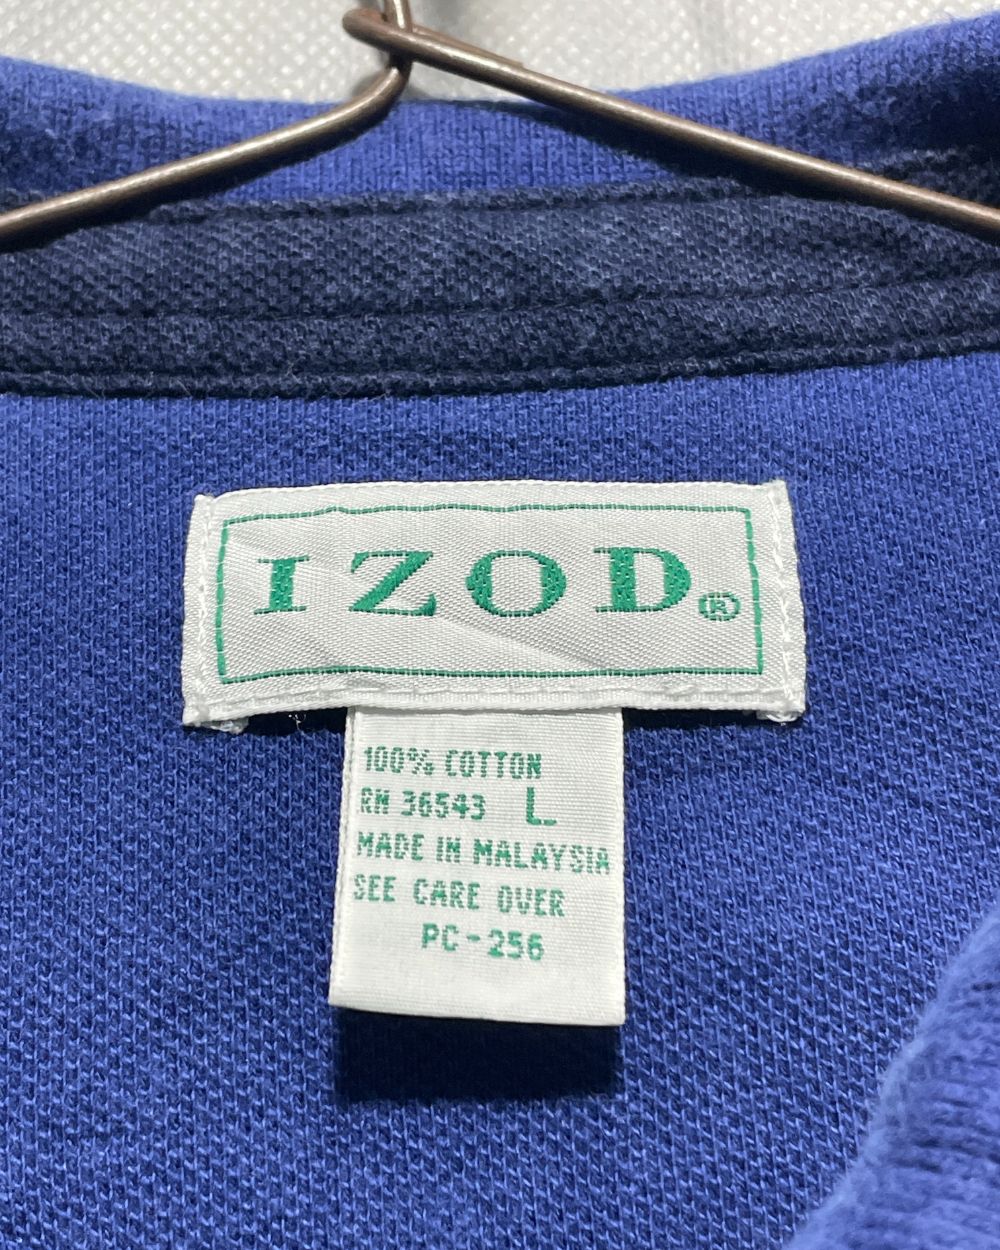 IZOD®
100% COTTON
RN 36543 L
MADE IN MALAYSIA
SEE CARE OVER
PC-256